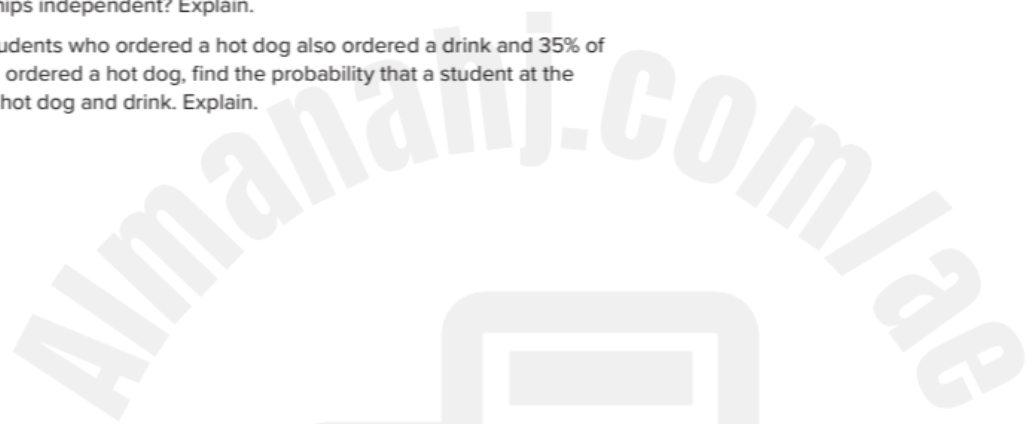 hips independent? Explain.
udents who ordered a hot dog also ordered a drink and 35% of
ordered a hot dog, find the probability that a student at the
hot dog and drink. Explain.
Almanahj.com/ae